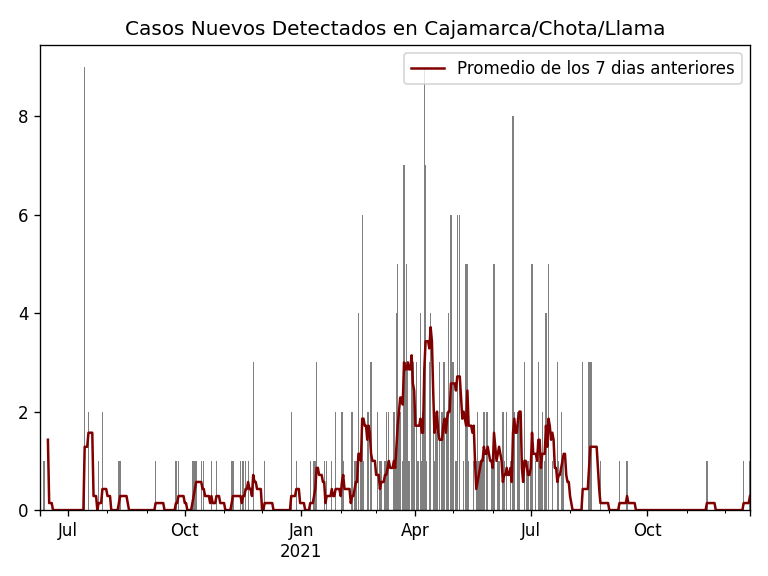 Casos Nuevos Detectados en Cajamarca/Chota/Llama
Promedio de los 7 dias anteriores
8
6
4
2
0
Jul
Oct
Jan
2021
Apr
Jul
Oct